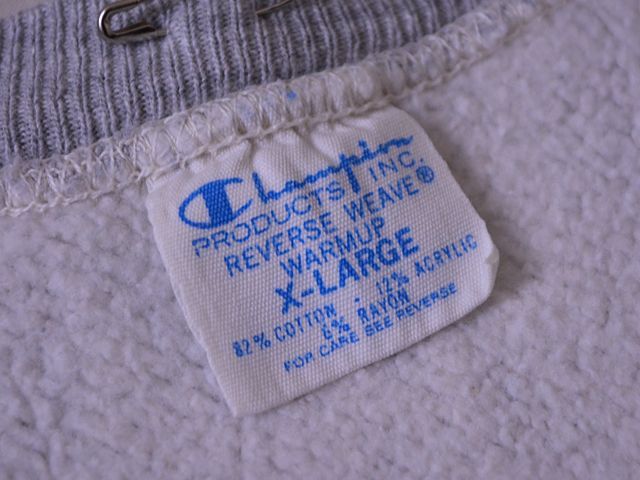 Champion
PRODUCTS INC.
REVERSE WEAVE®
WARMUP
X-LARGE
82% COTTON - 12% ACRYLIC
6% RAYON
FOR CARE SEE REVERSE